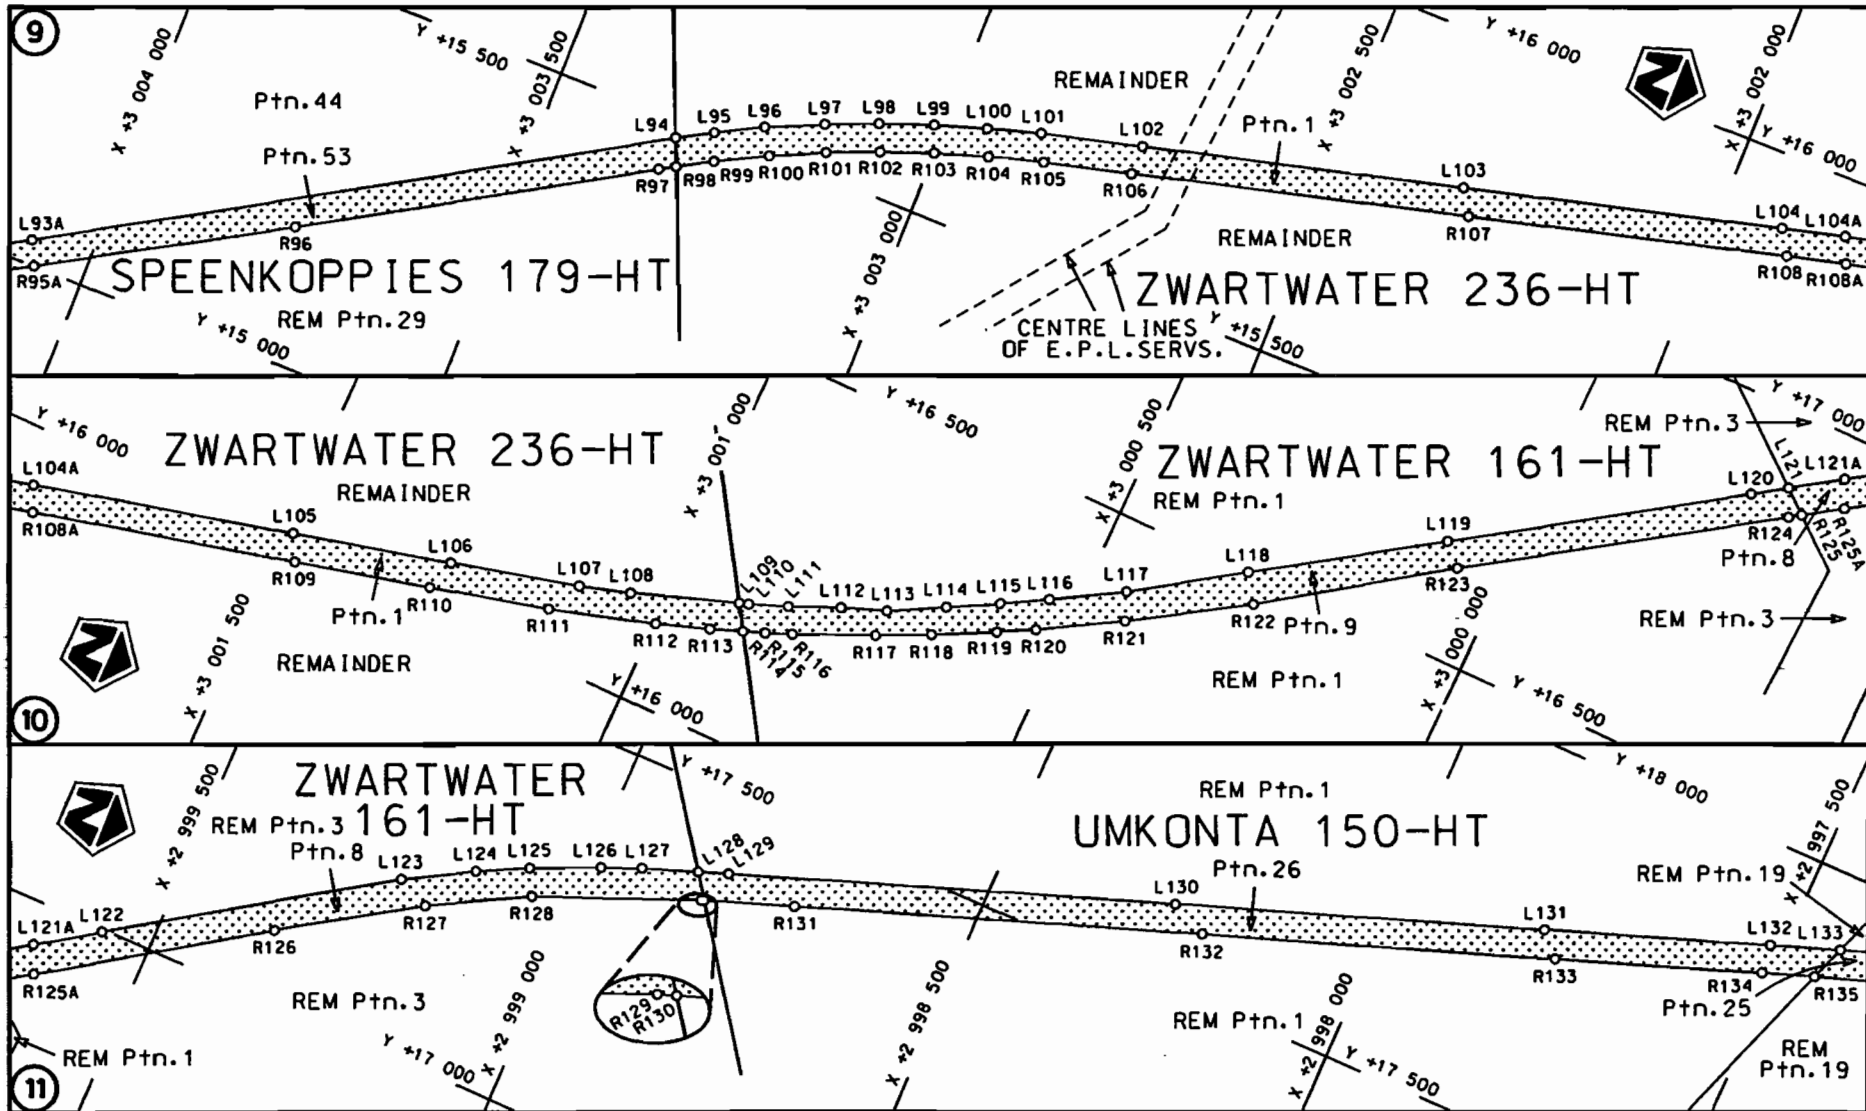 9
X +3 004 000
Y +15 500
X +3 003 500
Ptn.44
Ptn.53
L93A
R95A
R96
SPEENKOPPIES 179-HT
REM Ptn.29
Y +15 000
L94
L95
L96
L97
L98
L99
L100
L101
L102
L103
L104
L104A
R97
R98
R99
R100
R101
R102
R103
R104
R105
R106
R107
R108
R108A
REMAINDER
Ptn.1
X +3 002 500
Y +16 000
X +3 002 000
Y +16 000
X +3 003 000
REMAINDER
ZWARTWATER 236-HT
CENTRE LINES
OF E.P.L.SERVS.
Y +15 500
10
Y +16 000
ZWARTWATER 236-HT
REMAINDER
L104A
R108A
L105
R109
L106
R110
L107
R111
L108
R112
R113
L109
L110
L111
R114
R115
R116
L112
L113
L114
L115
L116
L117
L118
L119
L120
L121
L121A
R117
R118
R119
R120
R121
R122
R123
R124
R125
R125A
Ptn.1
X +3 001 500
REMAINDER
X +3 001 000
Y +16 500
X +3 000 500
Y +16 000
ZWARTWATER 161-HT
REM Ptn.1
REM Ptn.3
Y +17 000
Ptn.8
Ptn.9
REM Ptn.3
REM Ptn.1
X +3 000 000
Y +16 500
11
ZWARTWATER
161-HT
REM Ptn.3
Ptn.8
X +2 999 500
L121A
R125A
L122
L123
L124
L125
L126
L127
L128
L129
L130
L131
L132
L133
R126
R127
R128
R129
R130
R131
R132
R133
R134
R135
Y +17 500
REM Ptn.1
UMKONTA 150-HT
Ptn.26
Y +18 000
X +2 997 500
REM Ptn.19
REM Ptn.3
REM Ptn.1
Y +17 000
X +2 999 000
X +2 998 500
REM Ptn.1
X +2 998 000
Y +17 500
Ptn.25
REM
Ptn.19